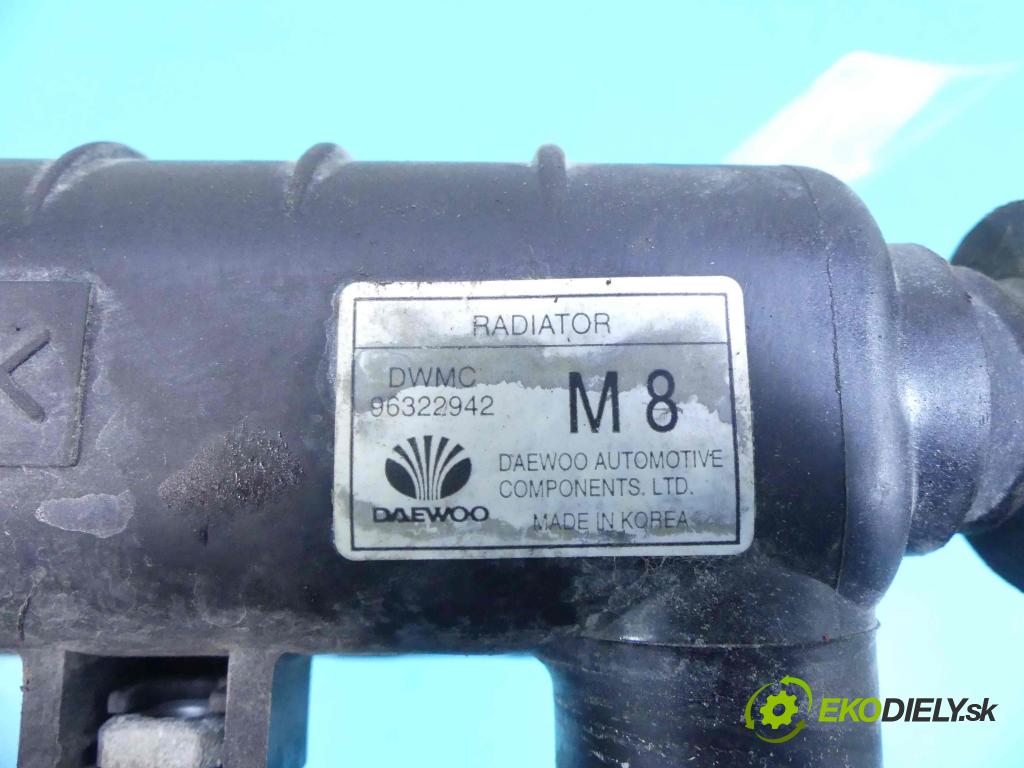 RADIATOR
DWMC
96322942
M 8
DAEWOO AUTOMOTIVE
COMPONENTS. LTD.
DAEWOO
MADE IN KOREA
K
EKODIELY.sk